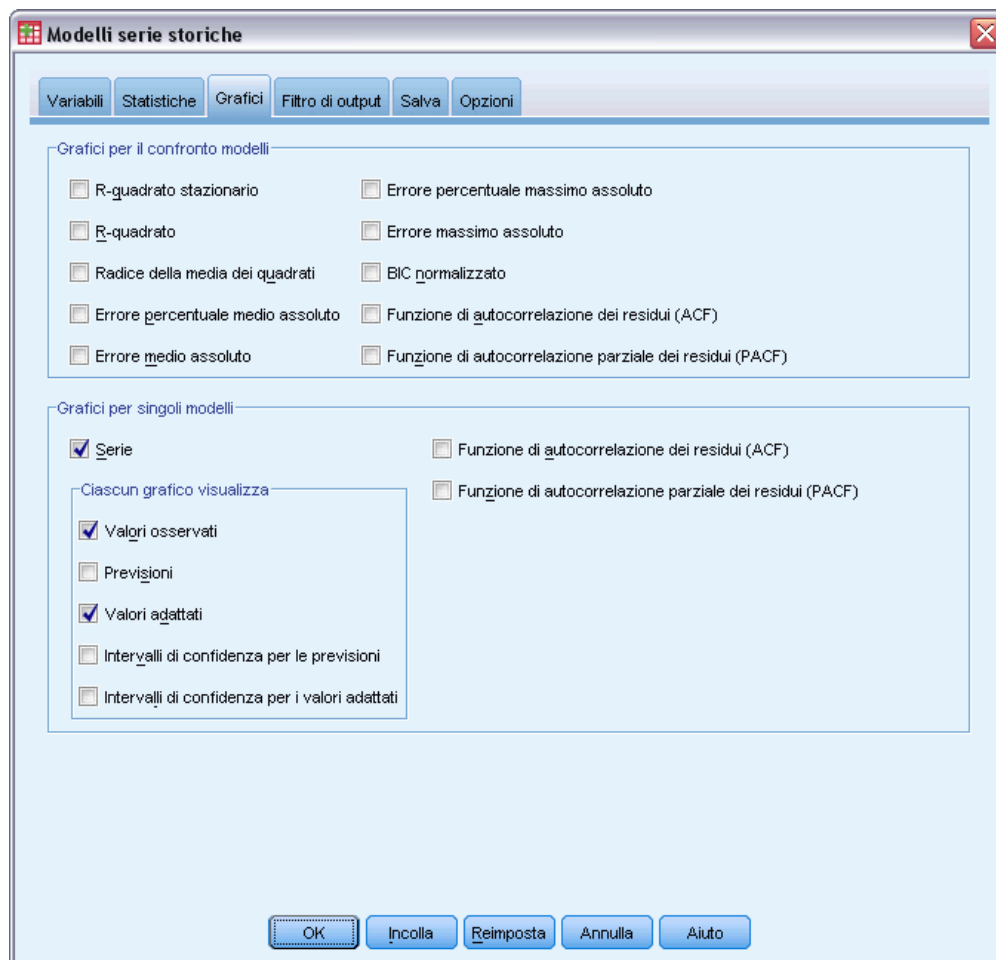 Modelli serie storiche
Variabili Statistiche Grafici Filtro di output Salva Opzioni
Grafici per il confronto modelli
R-quadrato stazionario
R-quadrato
Radice della media dei quadrati
Errore percentuale medio assoluto
Errore medio assoluto
Errore percentuale massimo assoluto
Errore massimo assoluto
BIC normalizzato
Funzione di autocorrelazione dei residui (ACF)
Funzione di autocorrelazione parziale dei residui (PACF)
Grafici per singoli modelli
Serie
Ciascun grafico visualizza
Valori osservati
Previsioni
Valori adattati
Intervalli di confidenza per le previsioni
Intervalli di confidenza per i valori adattati
Funzione di autocorrelazione dei residui (ACF)
Funzione di autocorrelazione parziale dei residui (PACF)
OK Incolla Reimposta Annulla Aiuto